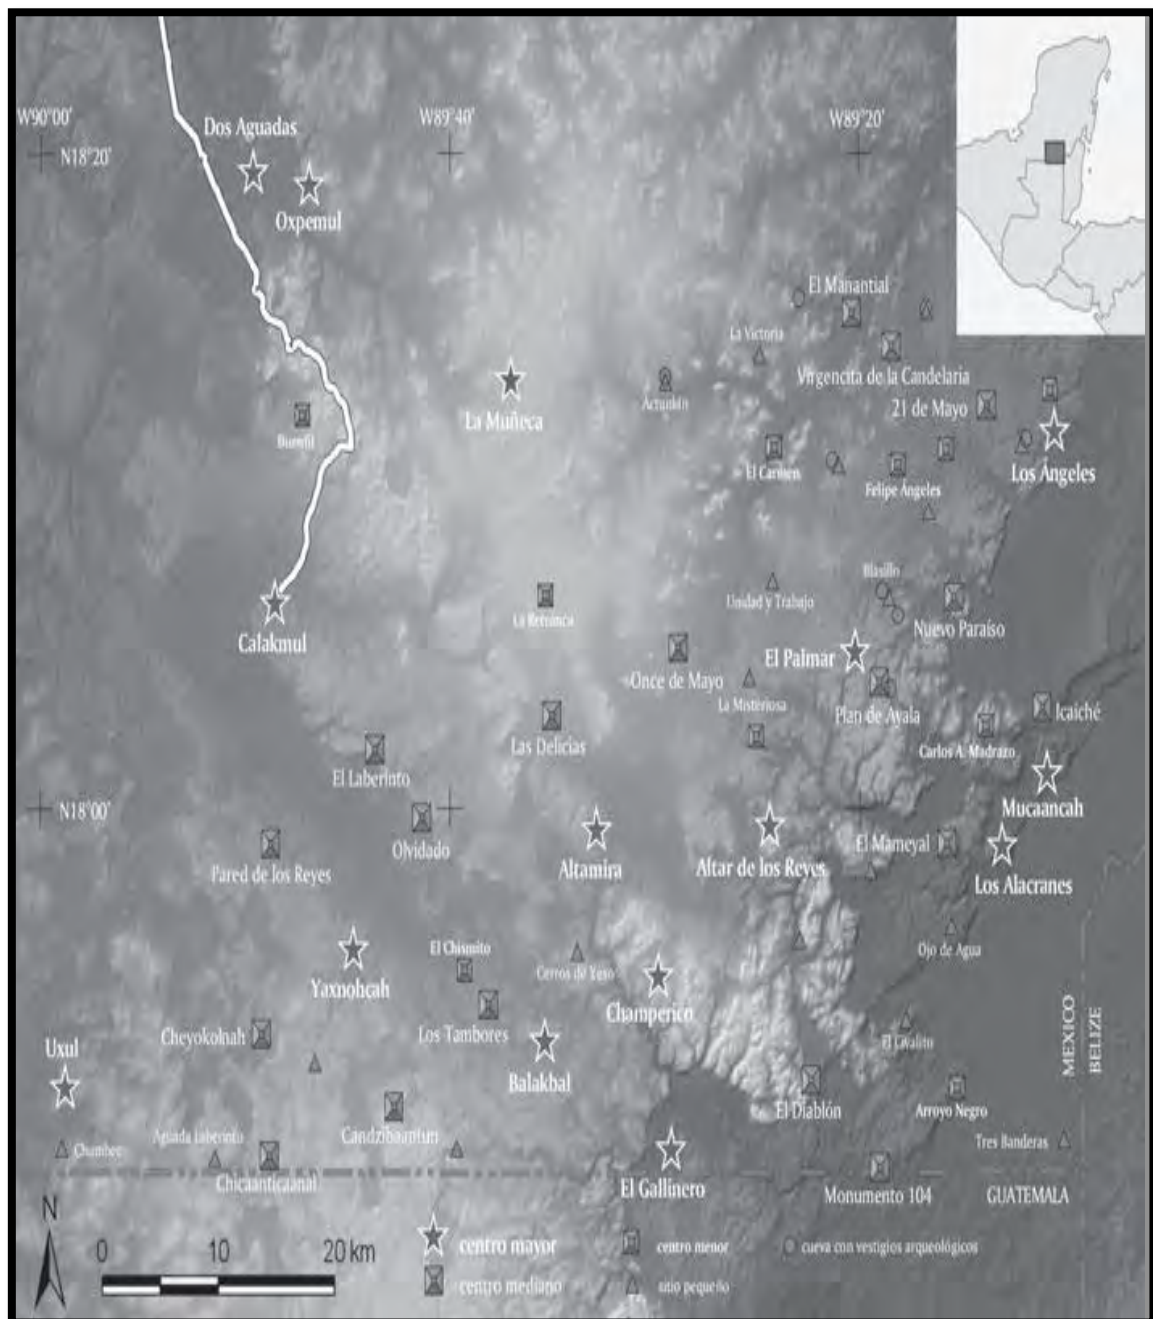 W90°00'
W89°40'
W89°20'
Dos Aguadas
N18°20'
Oxpemul
El Manantial
La Victoria
Virgencita de la Candelaria
La Muñeca
21 de Mayo
Buenfil
El Carmen
Los Ángeles
Felipe Ángeles
Blasillo
Unidad y Trabajo
La Retranca
Nuevo Paraíso
Calakmul
El Palmar
Once de Mayo
La Misteriosa
Plan de Ayala
Icaiché
Las Delicias
Carlos A. Madrazo
El Laberinto
Mucaancah
N18°00'
Olvidado
El Mameyal
Pared de los Reyes
Altamira
Altar de los Reyes
Los Alacranes
El Chismito
Ojo de Agua
Cerros de Yeso
Yaxnohcah
Champerico
Los Tambores
Cheyokolnah
Uxul
MEXICO
BELIZE
Balakbal
El Diablón
Arroyo Negro
Candzibaantun
Aguada Laberinto
Tres Banderas
Chicaanticaanal
El Gallinero
Monumento 104
GUATEMALA
N
0 10 20 km
centro mayor
centro menor
cueva con vestigios arqueológicos
centro mediano
sitio pequeño